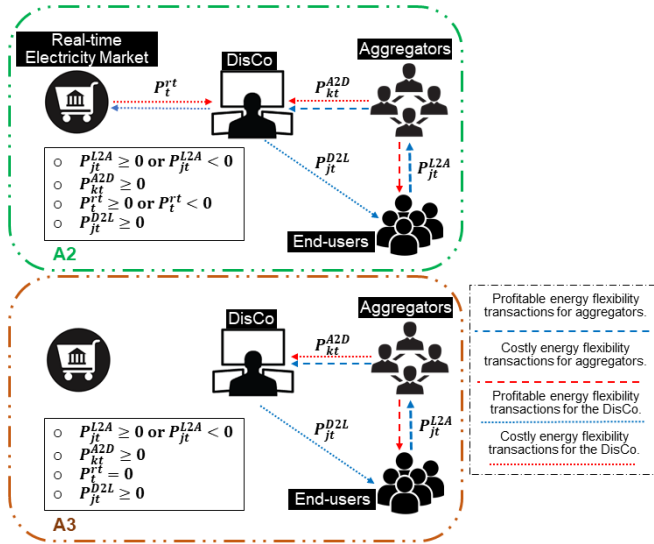 Real-time
Electricity Market
DisCo
Aggregators
P_t^{rt}
P_{kt}^{A2D}
P_{jt}^{D2L}
P_{jt}^{L2A}
End-users
○ P_{jt}^{L2A} ≥ 0 or P_{jt}^{L2A} < 0
○ P_{kt}^{A2D} ≥ 0
○ P_t^{rt} ≥ 0 or P_t^{rt} < 0
○ P_{jt}^{D2L} ≥ 0
A2
DisCo
Aggregators
P_{kt}^{A2D}
P_{jt}^{D2L}
P_{jt}^{L2A}
End-users
○ P_{jt}^{L2A} ≥ 0 or P_{jt}^{L2A} < 0
○ P_{kt}^{A2D} ≥ 0
○ P_t^{rt} = 0
○ P_{jt}^{D2L} ≥ 0
A3
Profitable energy flexibility
transactions for aggregators.
Costly energy flexibility
transactions for aggregators.
Profitable energy flexibility
transactions for the DisCo.
Costly energy flexibility
transactions for the DisCo.